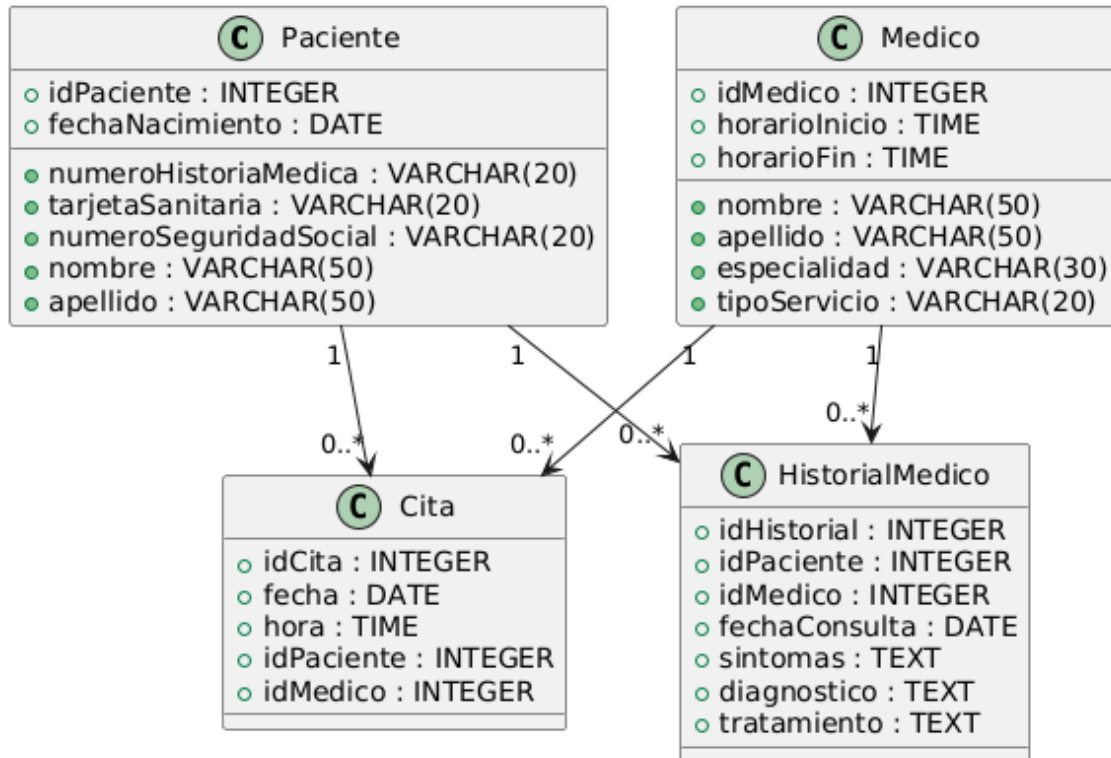 C Paciente
idPaciente : INTEGER
fechaNacimiento : DATE
numeroHistoriaMedica : VARCHAR(20)
tarjetaSanitaria : VARCHAR(20)
numeroSeguridadSocial : VARCHAR(20)
nombre : VARCHAR(50)
apellido : VARCHAR(50)
C Medico
idMedico : INTEGER
horarioInicio : TIME
horarioFin : TIME
nombre : VARCHAR(50)
apellido : VARCHAR(50)
especialidad : VARCHAR(30)
tipoServicio : VARCHAR(20)
1
1
1
1
0..*
0..*
0..*
0..*
C Cita
idCita : INTEGER
fecha : DATE
hora : TIME
idPaciente : INTEGER
idMedico : INTEGER
C HistorialMedico
idHistorial : INTEGER
idPaciente : INTEGER
idMedico : INTEGER
fechaConsulta : DATE
sintomas : TEXT
diagnostico : TEXT
tratamiento : TEXT